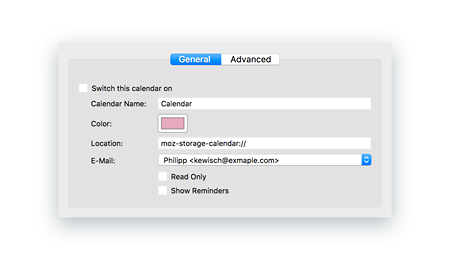 General Advanced
Switch this calendar on
Calendar Name: Calendar
Color:
Location: moz-storage-calendar://
E-Mail: Philipp <kewisch@exmaple.com>
Read Only
Show Reminders